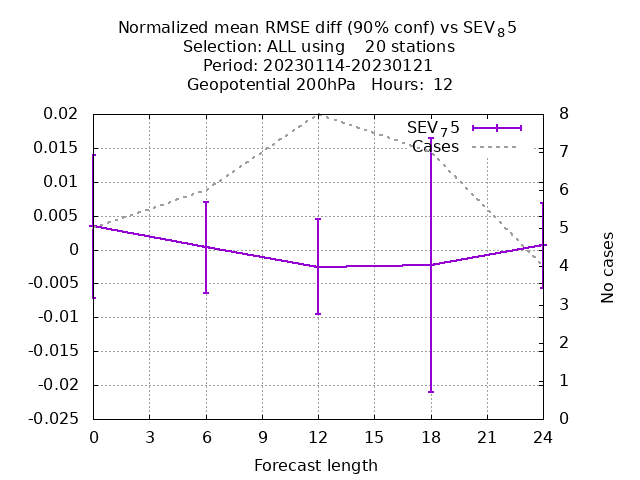 Normalized mean RMSE diff (90% conf) vs SEV₈5
Selection: ALL using 20 stations
Period: 20230114-20230121
Geopotential 200hPa Hours: 12
SEV₇5
Cases
0.02
0.015
0.01
0.005
0
-0.005
-0.01
-0.015
-0.02
-0.025
8
7
6
5
4
3
2
1
0
No cases
0 3 6 9 12 15 18 21 24
Forecast length